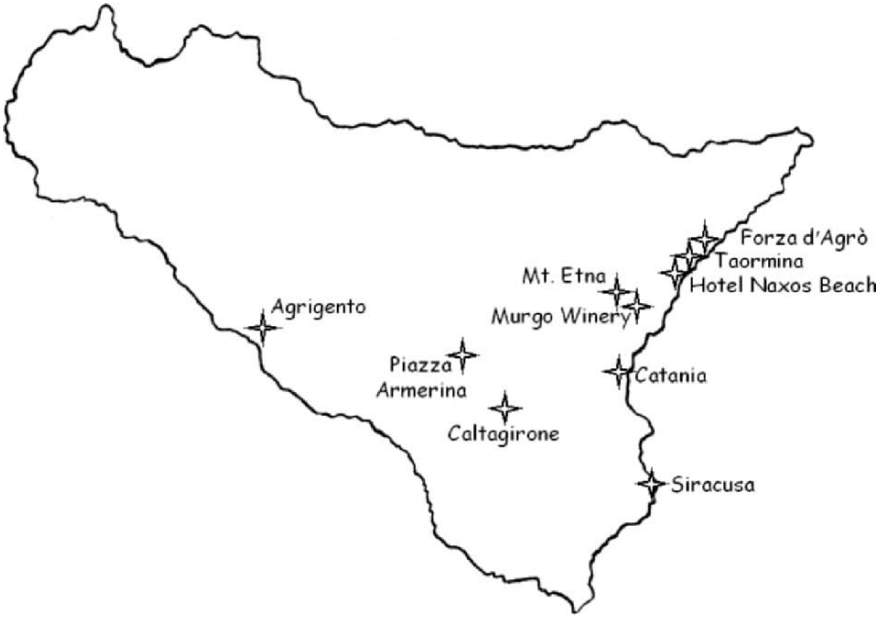 Forza d'Agrò
Taormina
Hotel Naxos Beach
Mt. Etna
Murgo Winery
Agrigento
Piazza
Armerina
Catania
Caltagirone
Siracusa